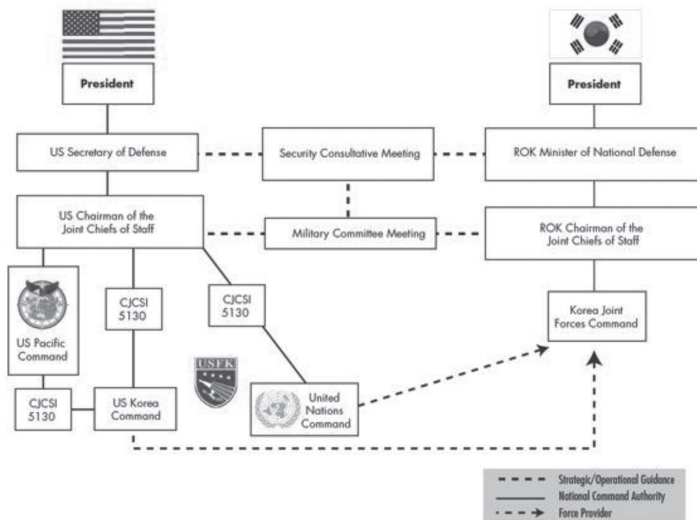 President
President
US Secretary of Defense
Security Consultative Meeting
ROK Minister of National Defense
US Chairman of the
Joint Chiefs of Staff
Military Committee Meeting
ROK Chairman of the
Joint Chiefs of Staff
US Pacific
Command
CJCSI
5130
CJCSI
5130
Korea Joint
Forces Command
CJCSI
5130
US Korea
Command
USFK
United
Nations
Command
Strategic/Operational Guidance
National Command Authority
Force Provider